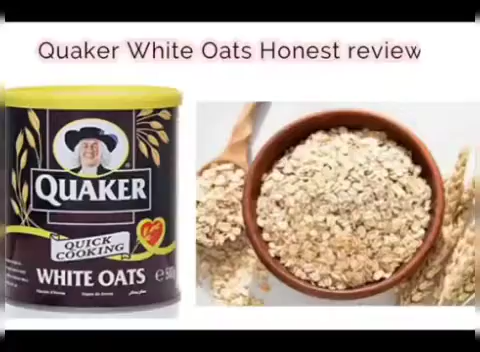 Quaker White Oats Honest review
QUAKER
QUICK
COOKING
WHITE OATS